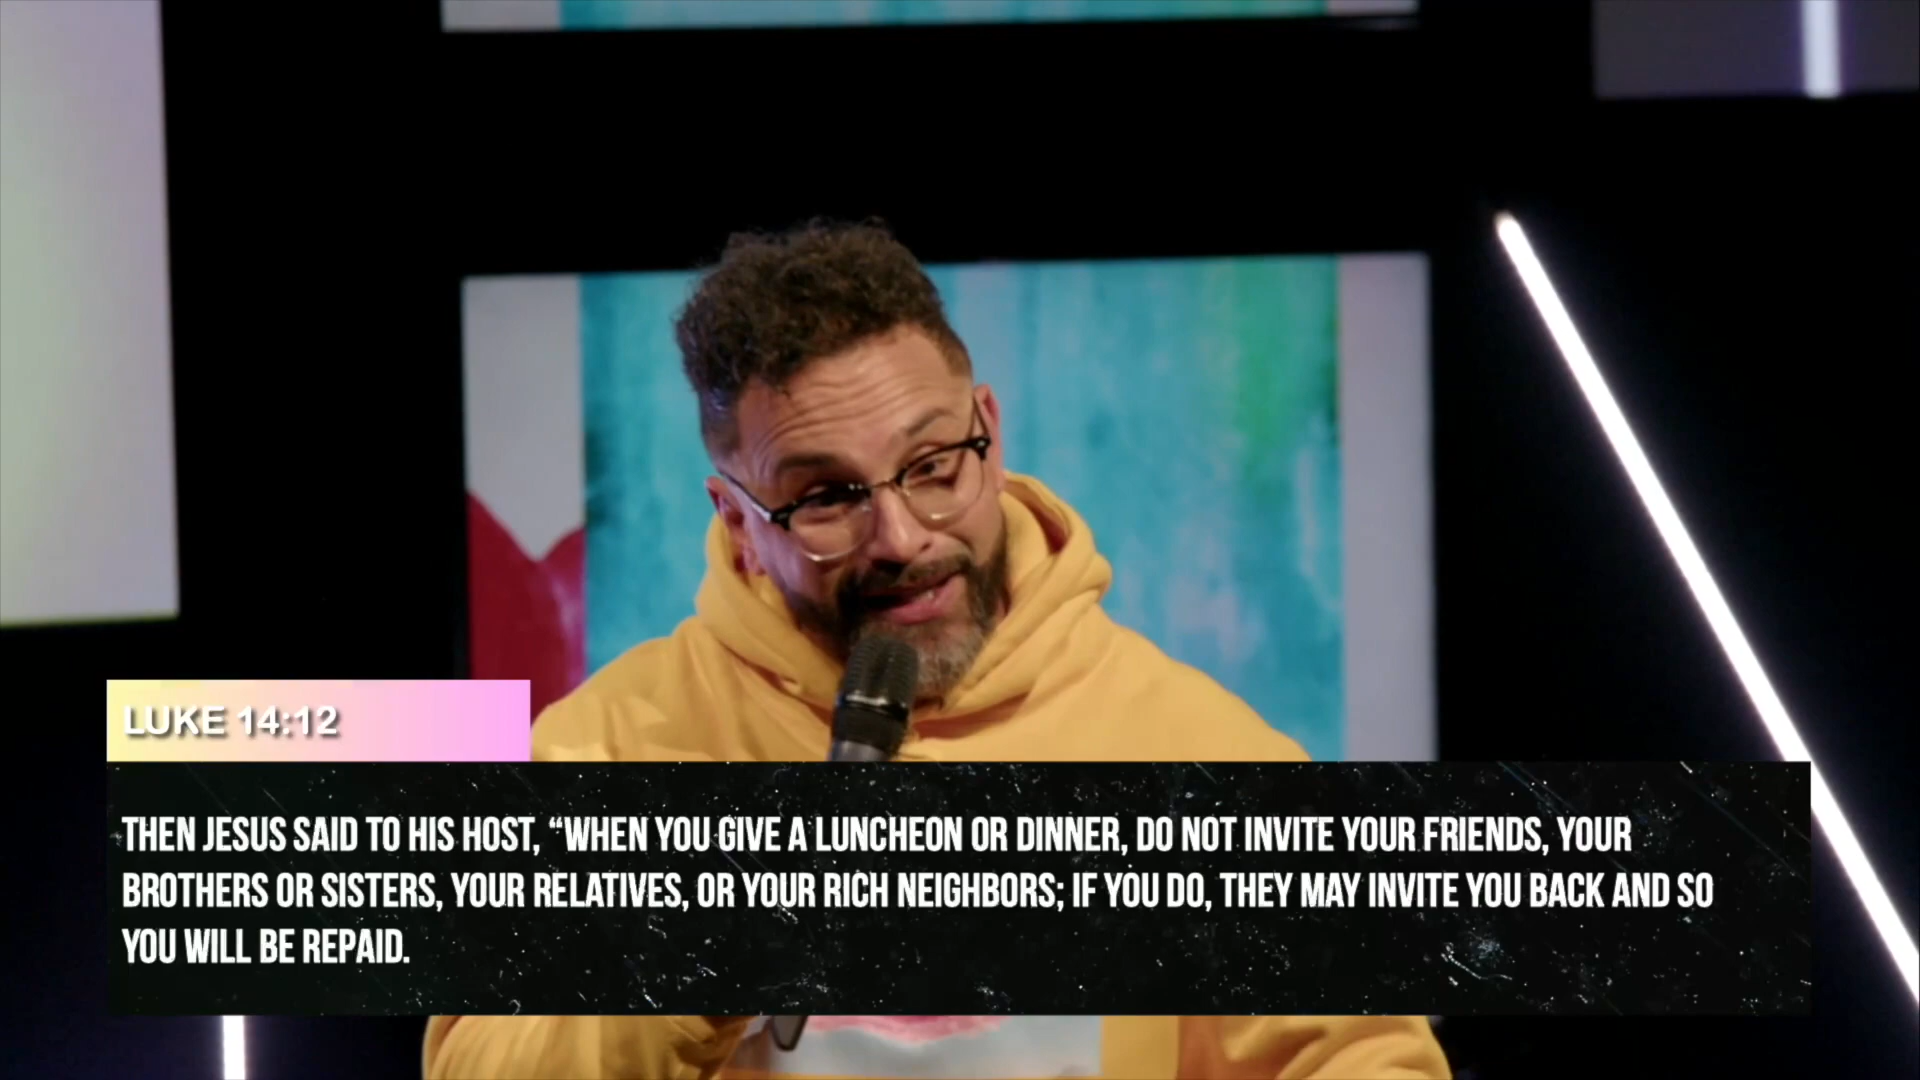 LUKE 14:12
THEN JESUS SAID TO HIS HOST, “WHEN YOU GIVE A LUNCHEON OR DINNER, DO NOT INVITE YOUR FRIENDS, YOUR
BROTHERS OR SISTERS, YOUR RELATIVES, OR YOUR RICH NEIGHBORS; IF YOU DO, THEY MAY INVITE YOU BACK AND SO
YOU WILL BE REPAID.